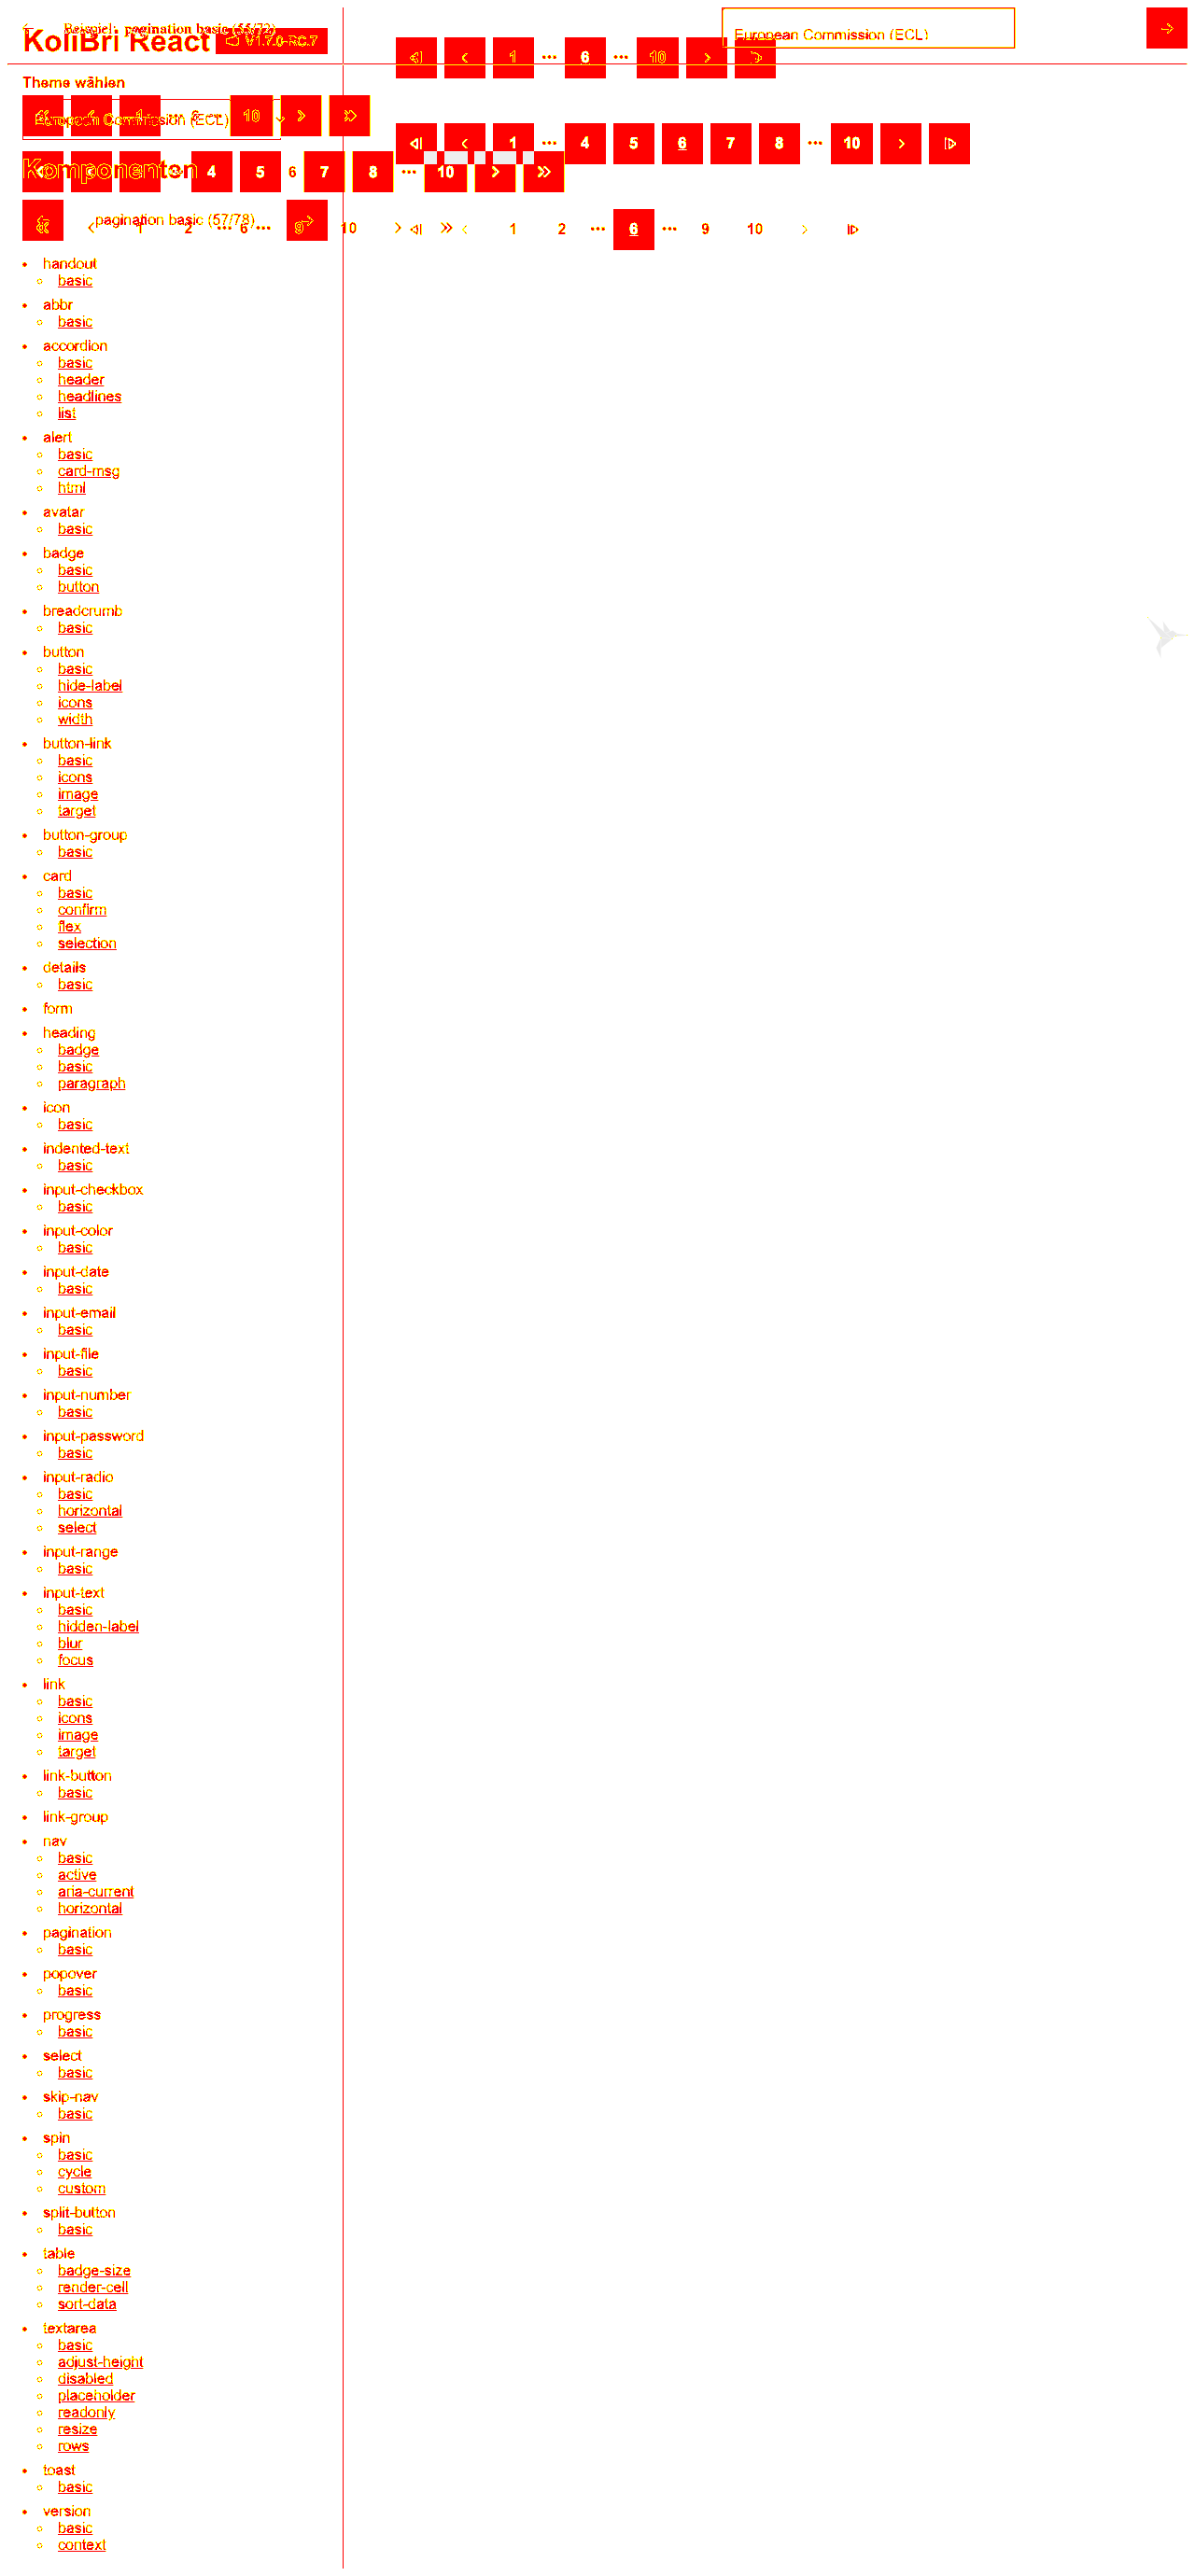 Beispiel: pagination basic (55/72)
KoliBri React v1.7.0-rc.7
European Commission (ECL)
1 ... 6 ... 10
Theme wählen
1 ... 6 ... 10
European Commission (ECL)
1 ... 4 5 6 7 8 ... 10
Komponenten
4 5 6 7 8 ... 10
pagination basic (57/78)
1 2 ... 6 ... 9 10
1 2 ... 6 ... 9 10
handout
basic
abbr
basic
accordion
basic
header
headlines
list
alert
basic
card-msg
html
avatar
basic
badge
basic
button
breadcrumb
basic
button
basic
hide-label
icons
width
button-link
basic
icons
image
target
button-group
basic
card
basic
confirm
flex
selection
details
basic
form
heading
badge
basic
paragraph
icon
basic
indented-text
basic
input-checkbox
basic
input-color
basic
input-date
basic
input-email
basic
input-file
basic
input-number
basic
input-password
basic
input-radio
basic
horizontal
select
input-range
basic
input-text
basic
hidden-label
blur
focus
link
basic
icons
image
target
link-button
basic
link-group
nav
basic
active
aria-current
horizontal
pagination
basic
popover
basic
progress
basic
select
basic
skip-nav
basic
spin
basic
cycle
custom
split-button
basic
table
badge-size
render-cell
sort-data
textarea
basic
adjust-height
disabled
placeholder
readonly
resize
rows
toast
basic
version
basic
context